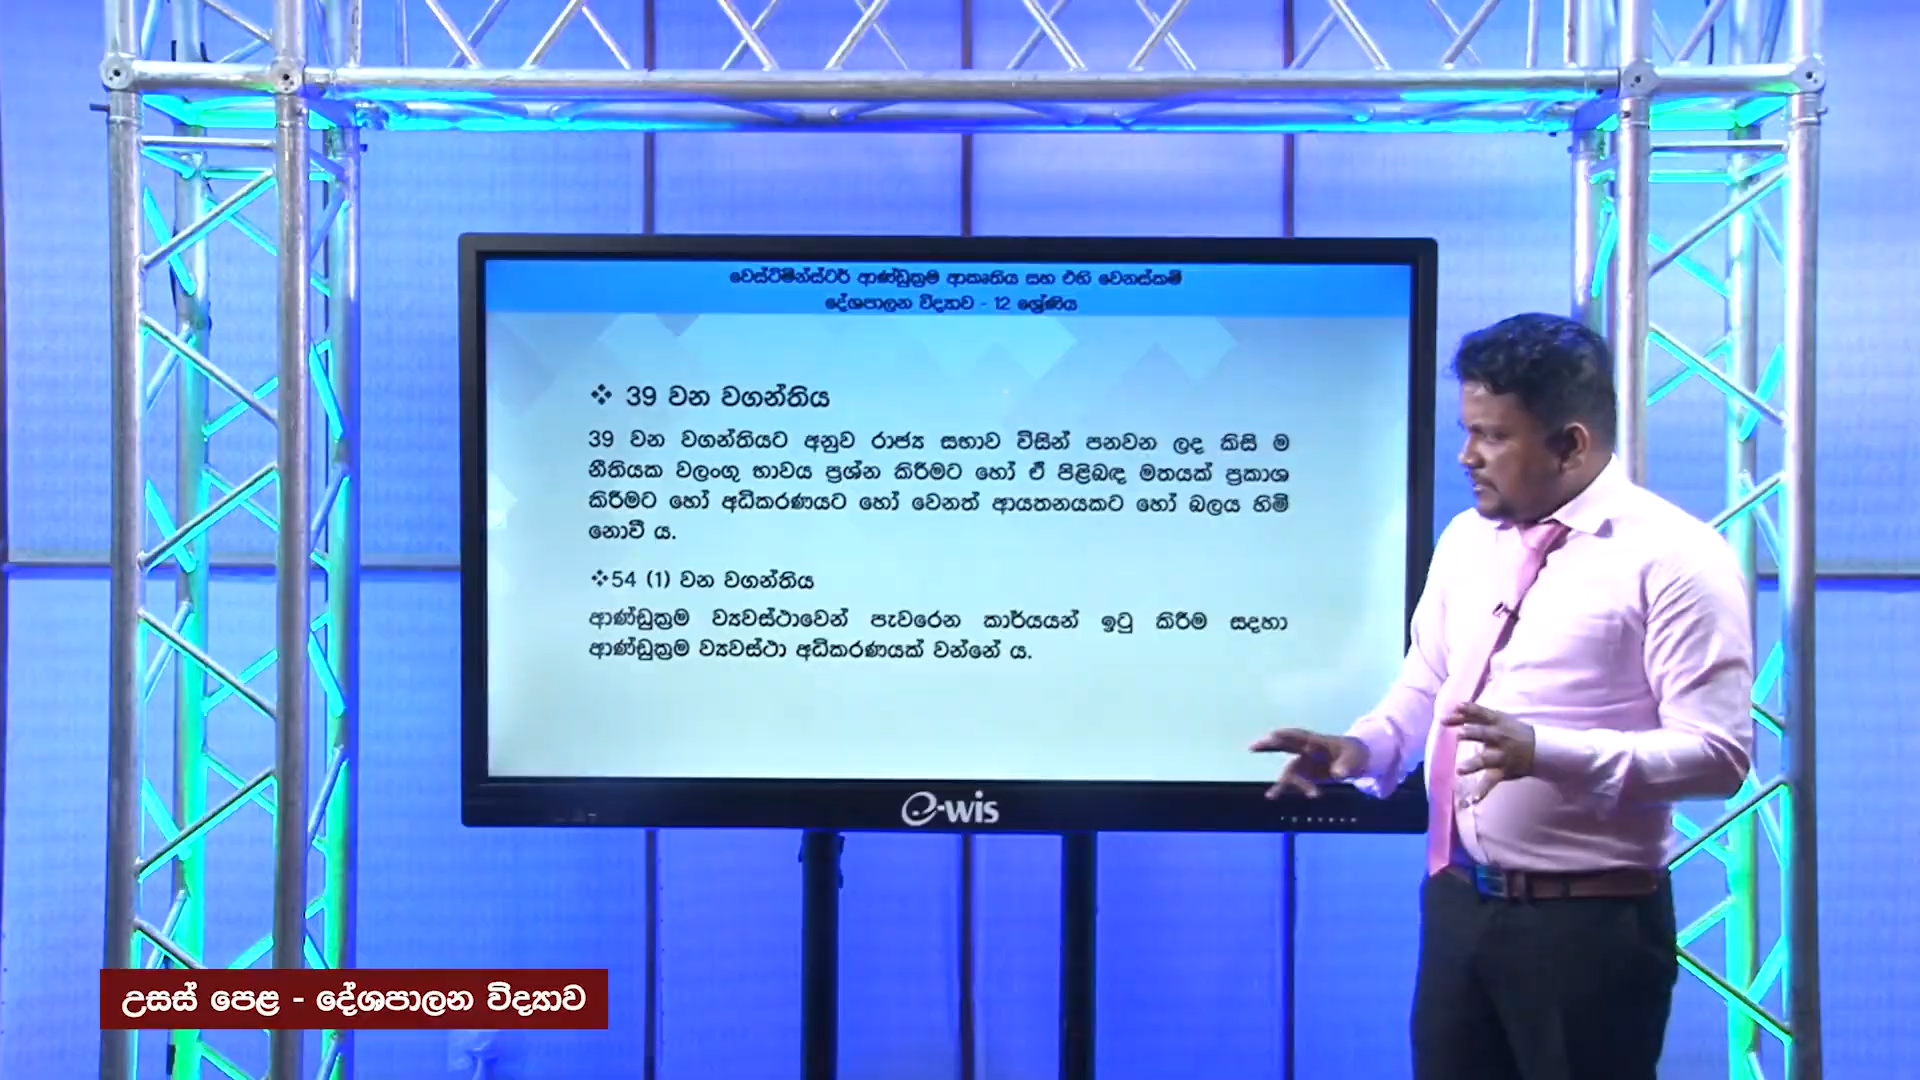 වෙස්ට්මින්ස්ටර් ආණ්ඩුක්‍රම ආකෘතිය සහ එහි වෙනස්කම්
දේශපාලන විද්‍යාව - 12 ශ්‍රේණිය
❖ 39 වන වගන්තිය
39 වන වගන්තියට අනුව රාජ්‍ය සභාව විසින් පනවන ලද කිසි ම
නීතියක වලංගු භාවය ප්‍රශ්න කිරීමට හෝ ඒ පිළිබඳ මතයක් ප්‍රකාශ
කිරීමට හෝ අධිකරණයට හෝ වෙනත් ආයතනයකට හෝ බලය හිමි
නොවී ය.
❖54 (1) වන වගන්තිය
ආණ්ඩුක්‍රම ව්‍යවස්ථාවෙන් පැවරෙන කාර්යයන් ඉටු කිරීම සදහා
ආණ්ඩුක්‍රම ව්‍යවස්ථා අධිකරණයක් වන්නේ ය.
e-wis
උසස් පෙළ - දේශපාලන විද්‍යාව